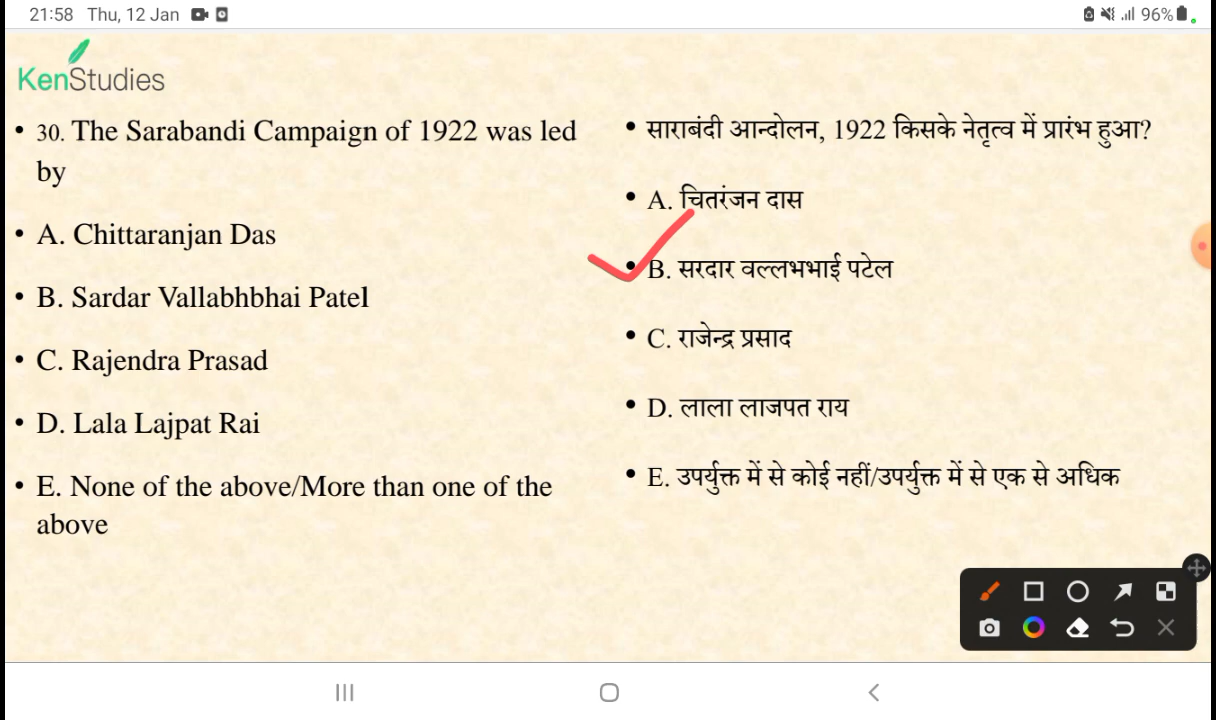 21:58 Thu, 12 Jan
96%
KenStudies
• 30. The Sarabandi Campaign of 1922 was led
by
• A. Chittaranjan Das
• B. Sardar Vallabhbhai Patel
• C. Rajendra Prasad
• D. Lala Lajpat Rai
• E. None of the above/More than one of the
above
• साराबंदी आन्दोलन, 1922 किसके नेतृत्व में प्रारंभ हुआ?
• A. चितरंजन दास
• B. सरदार वल्लभभाई पटेल
• C. राजेन्द्र प्रसाद
• D. लाला लाजपत राय
• E. उपर्युक्त में से कोई नहीं/उपर्युक्त में से एक से अधिक